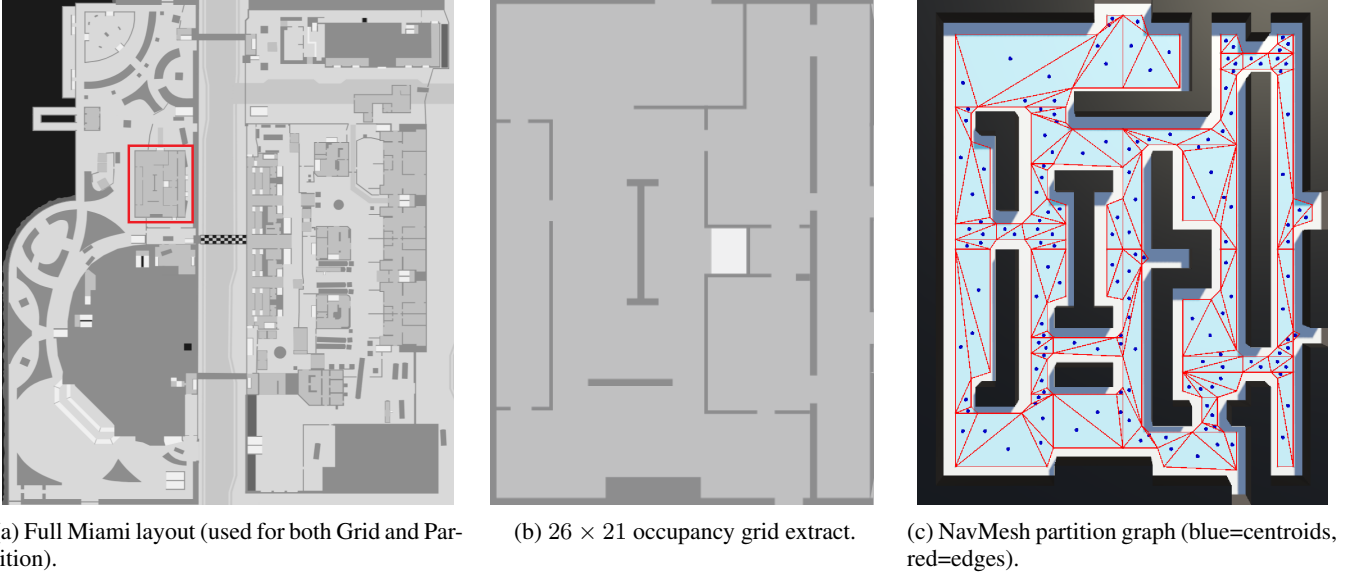 (a) Full Miami layout (used for both Grid and Par-
tition).
(b) 26 × 21 occupancy grid extract.
(c) NavMesh partition graph (blue=centroids,
red=edges).